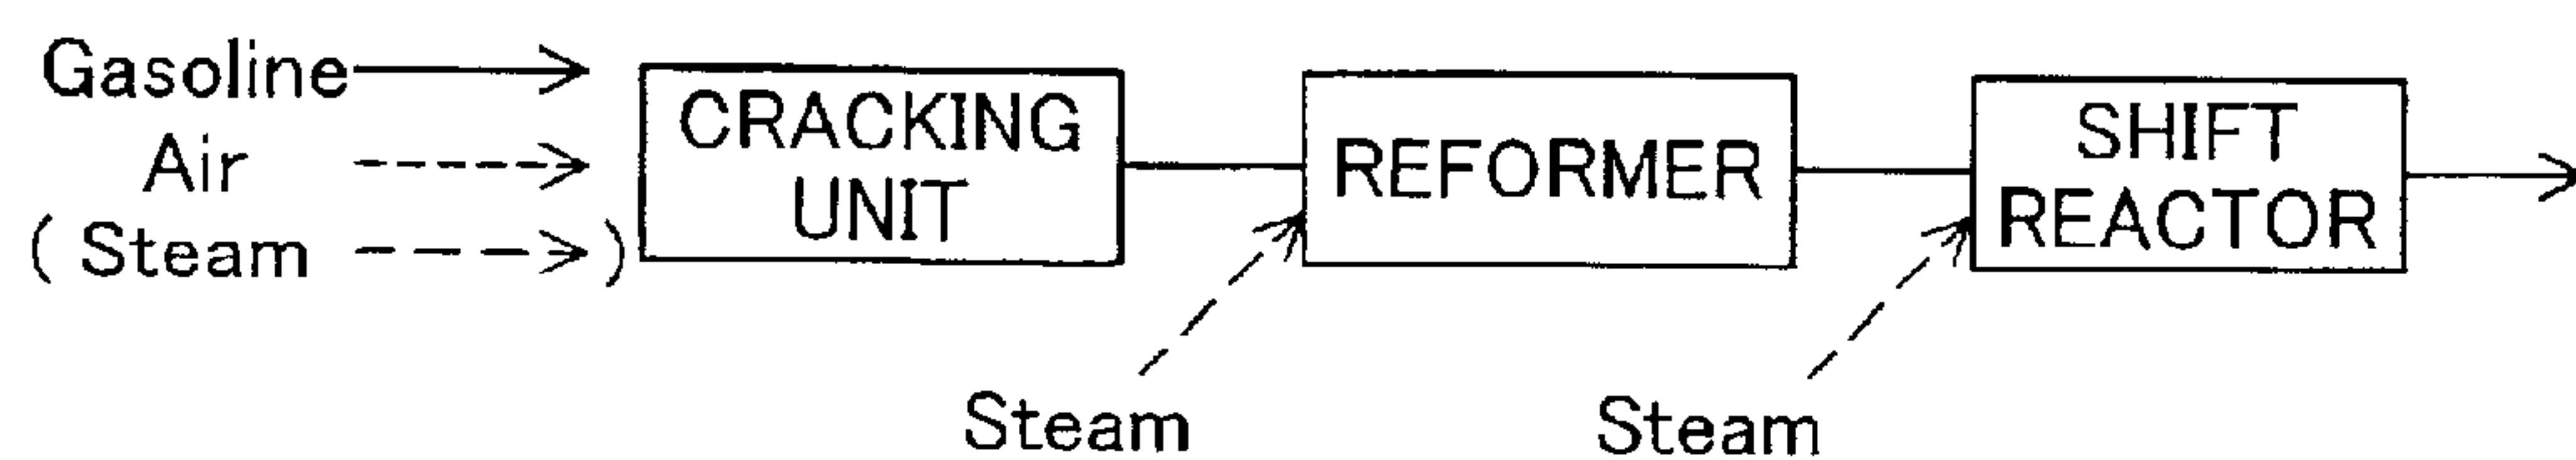 Gasoline
Air
( Steam )
CRACKING
UNIT
REFORMER
SHIFT
REACTOR
Steam
Steam